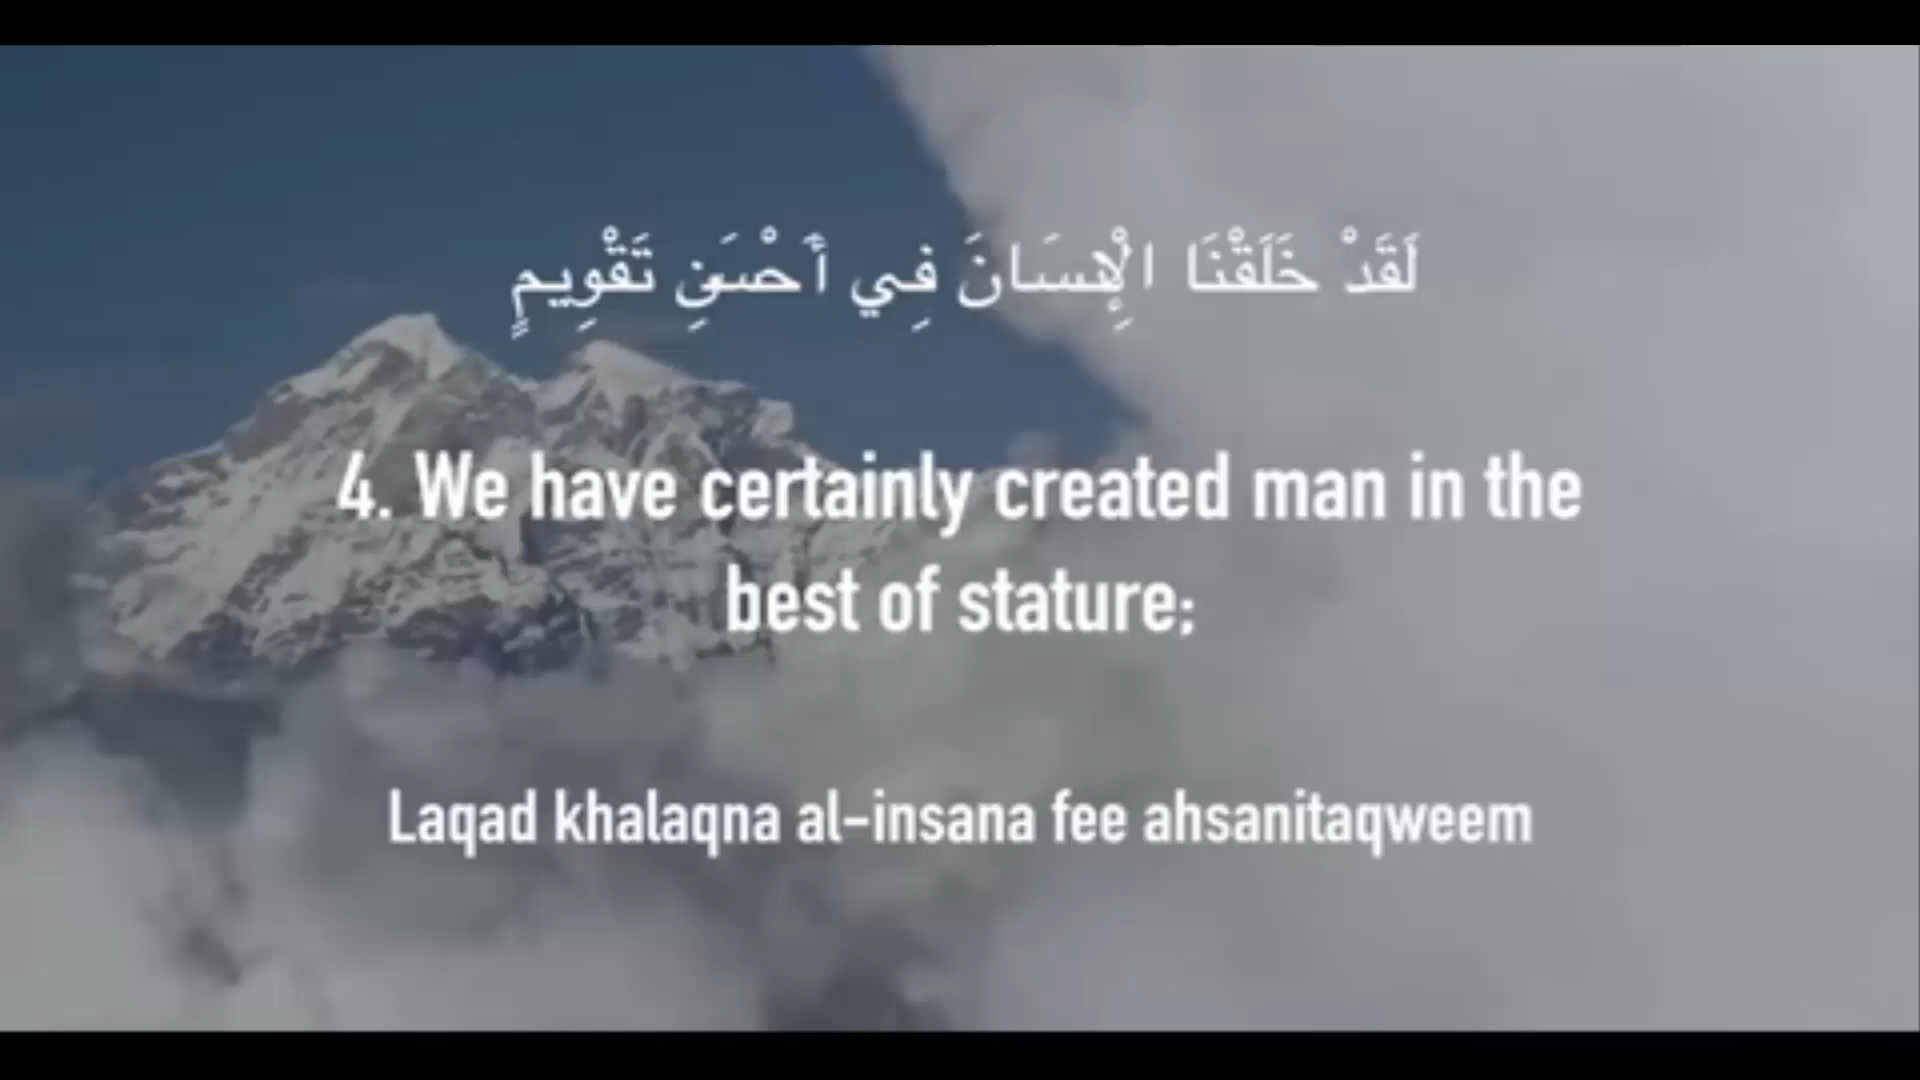 لَقَدْ خَلَقْنَا الْإِنسَانَ فِي أَحْسَنِ تَقْوِيمٍ
4. We have certainly created man in the
best of stature;
Laqad khalaqna al-insana fee ahsanitaqweem